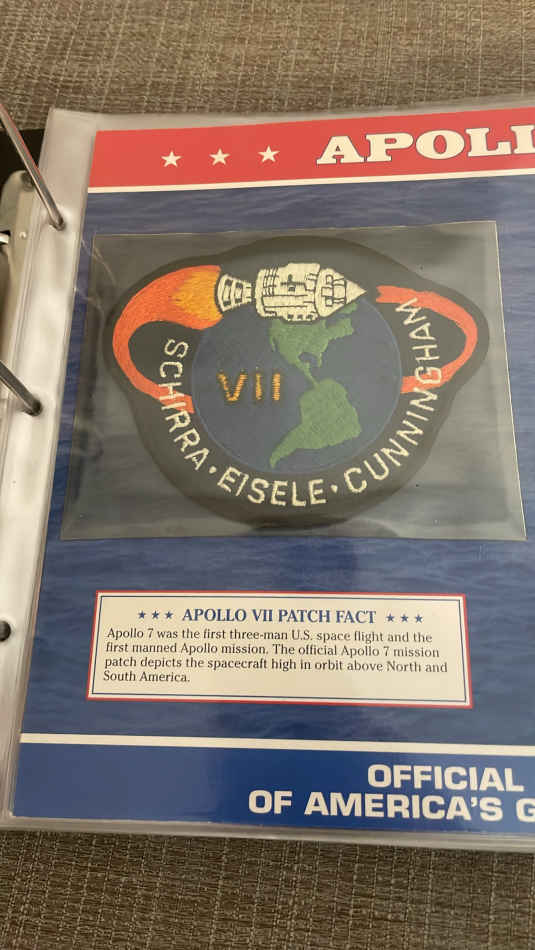 APOLL
VII
SCHIRRA · EISELE · CUNNINGHAM
APOLLO VII PATCH FACT
Apollo 7 was the first three-man U.S. space flight and the
first manned Apollo mission. The official Apollo 7 mission
patch depicts the spacecraft high in orbit above North and
South America.
OFFICIAL
OF AMERICA'S G